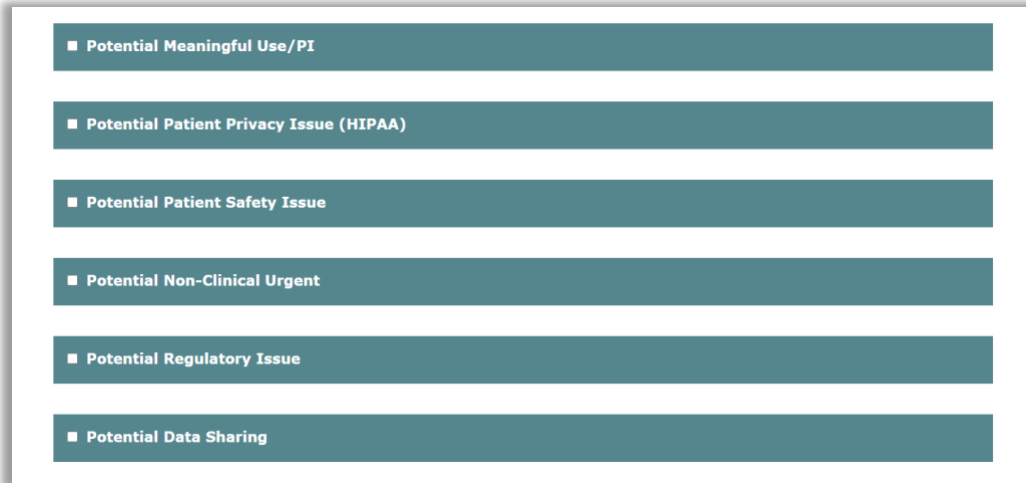 Potential Meaningful Use/PI
Potential Patient Privacy Issue (HIPAA)
Potential Patient Safety Issue
Potential Non-Clinical Urgent
Potential Regulatory Issue
Potential Data Sharing